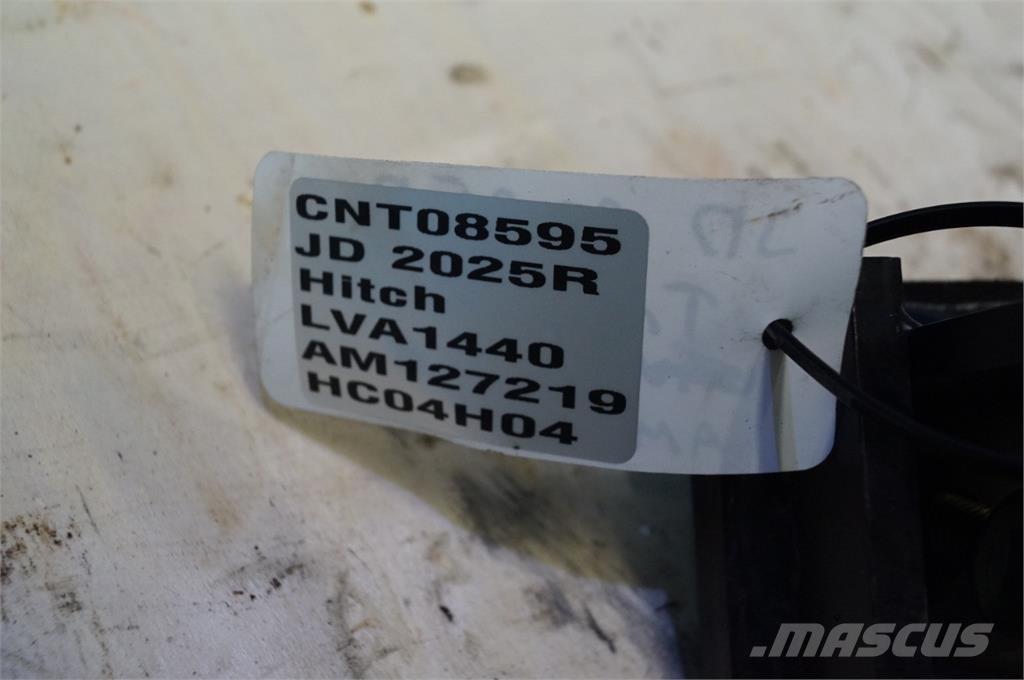 CNT08595
JD 2025R
Hitch
LVA1440
AM127219
HC04H04
.MASCUS